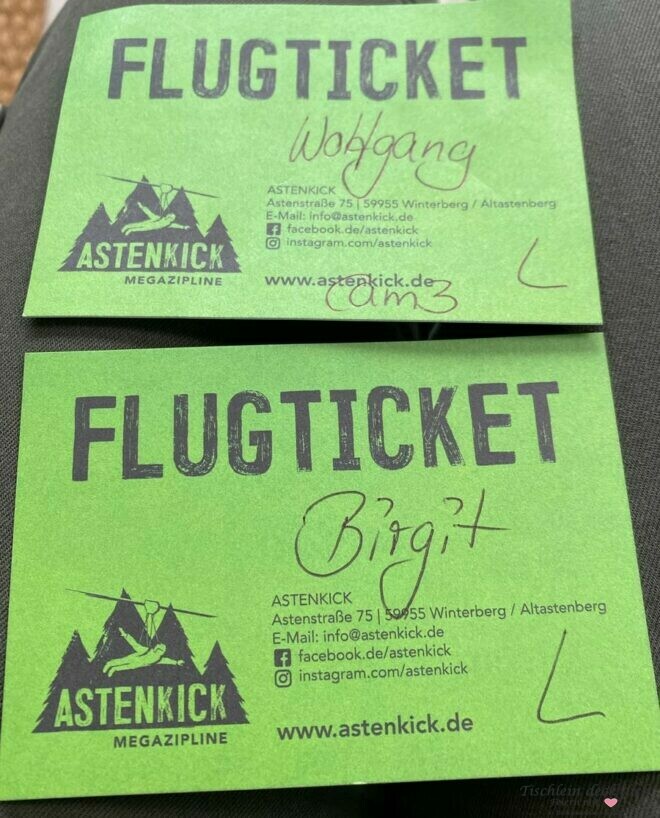 FLUGTICKET
Wolfgang
ASTENKICK
Astenstraße 75 | 59955 Winterberg / Altastenberg
E-Mail: info@astenkick.de
facebook.de/astenkick
instagram.com/astenkick
ASTENKICK
MEGAZIPLINE
www.astenkick.de
L
Cam3
FLUGTICKET
Birgit
ASTENKICK
Astenstraße 75 | 59955 Winterberg / Altastenberg
E-Mail: info@astenkick.de
facebook.de/astenkick
instagram.com/astenkick
L
ASTENKICK
MEGAZIPLINE
www.astenkick.de
Tischlein